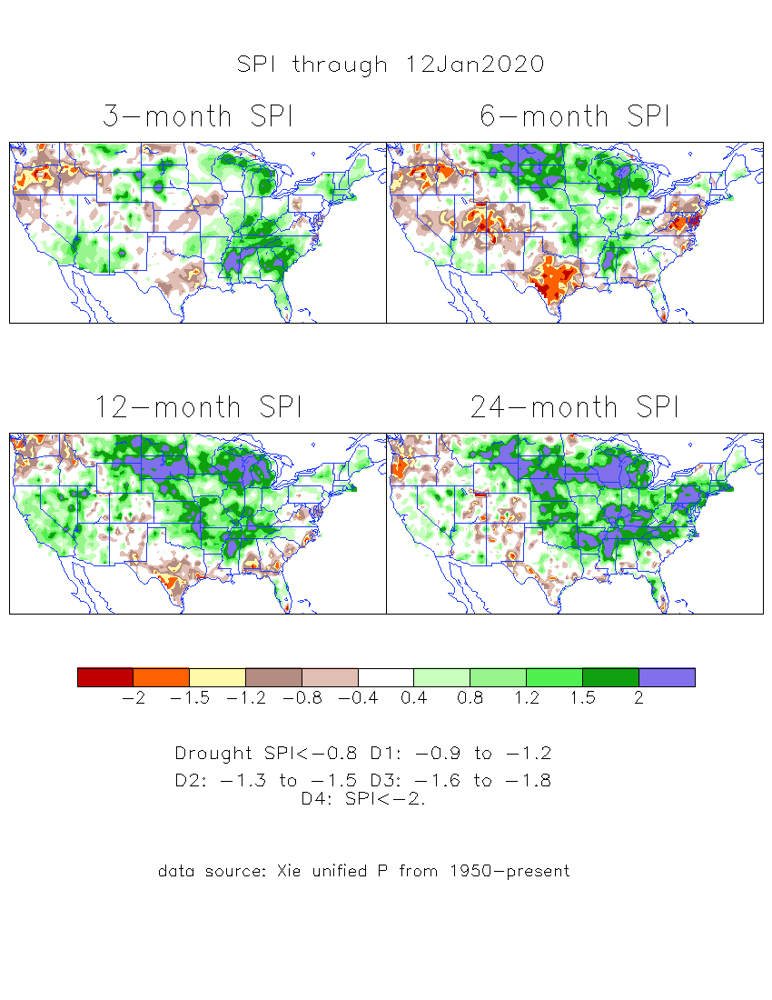 SPI through 12Jan2020
3-month SPI
6-month SPI
12-month SPI
24-month SPI
-2 -1.5 -1.2 -0.8 -0.4 0.4 0.8 1.2 1.5 2
Drought SPI<-0.8 D1: -0.9 to -1.2
D2: -1.3 to -1.5 D3: -1.6 to -1.8
D4: SPI<-2.
data source: Xie unified P from 1950-present